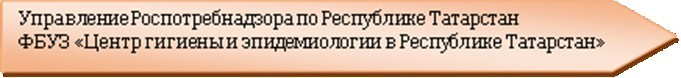 Управление Роспотребнадзора по Республике Татарстан
ФБУЗ «Центр гигиены и эпидемиологии в Республике Татарстан»